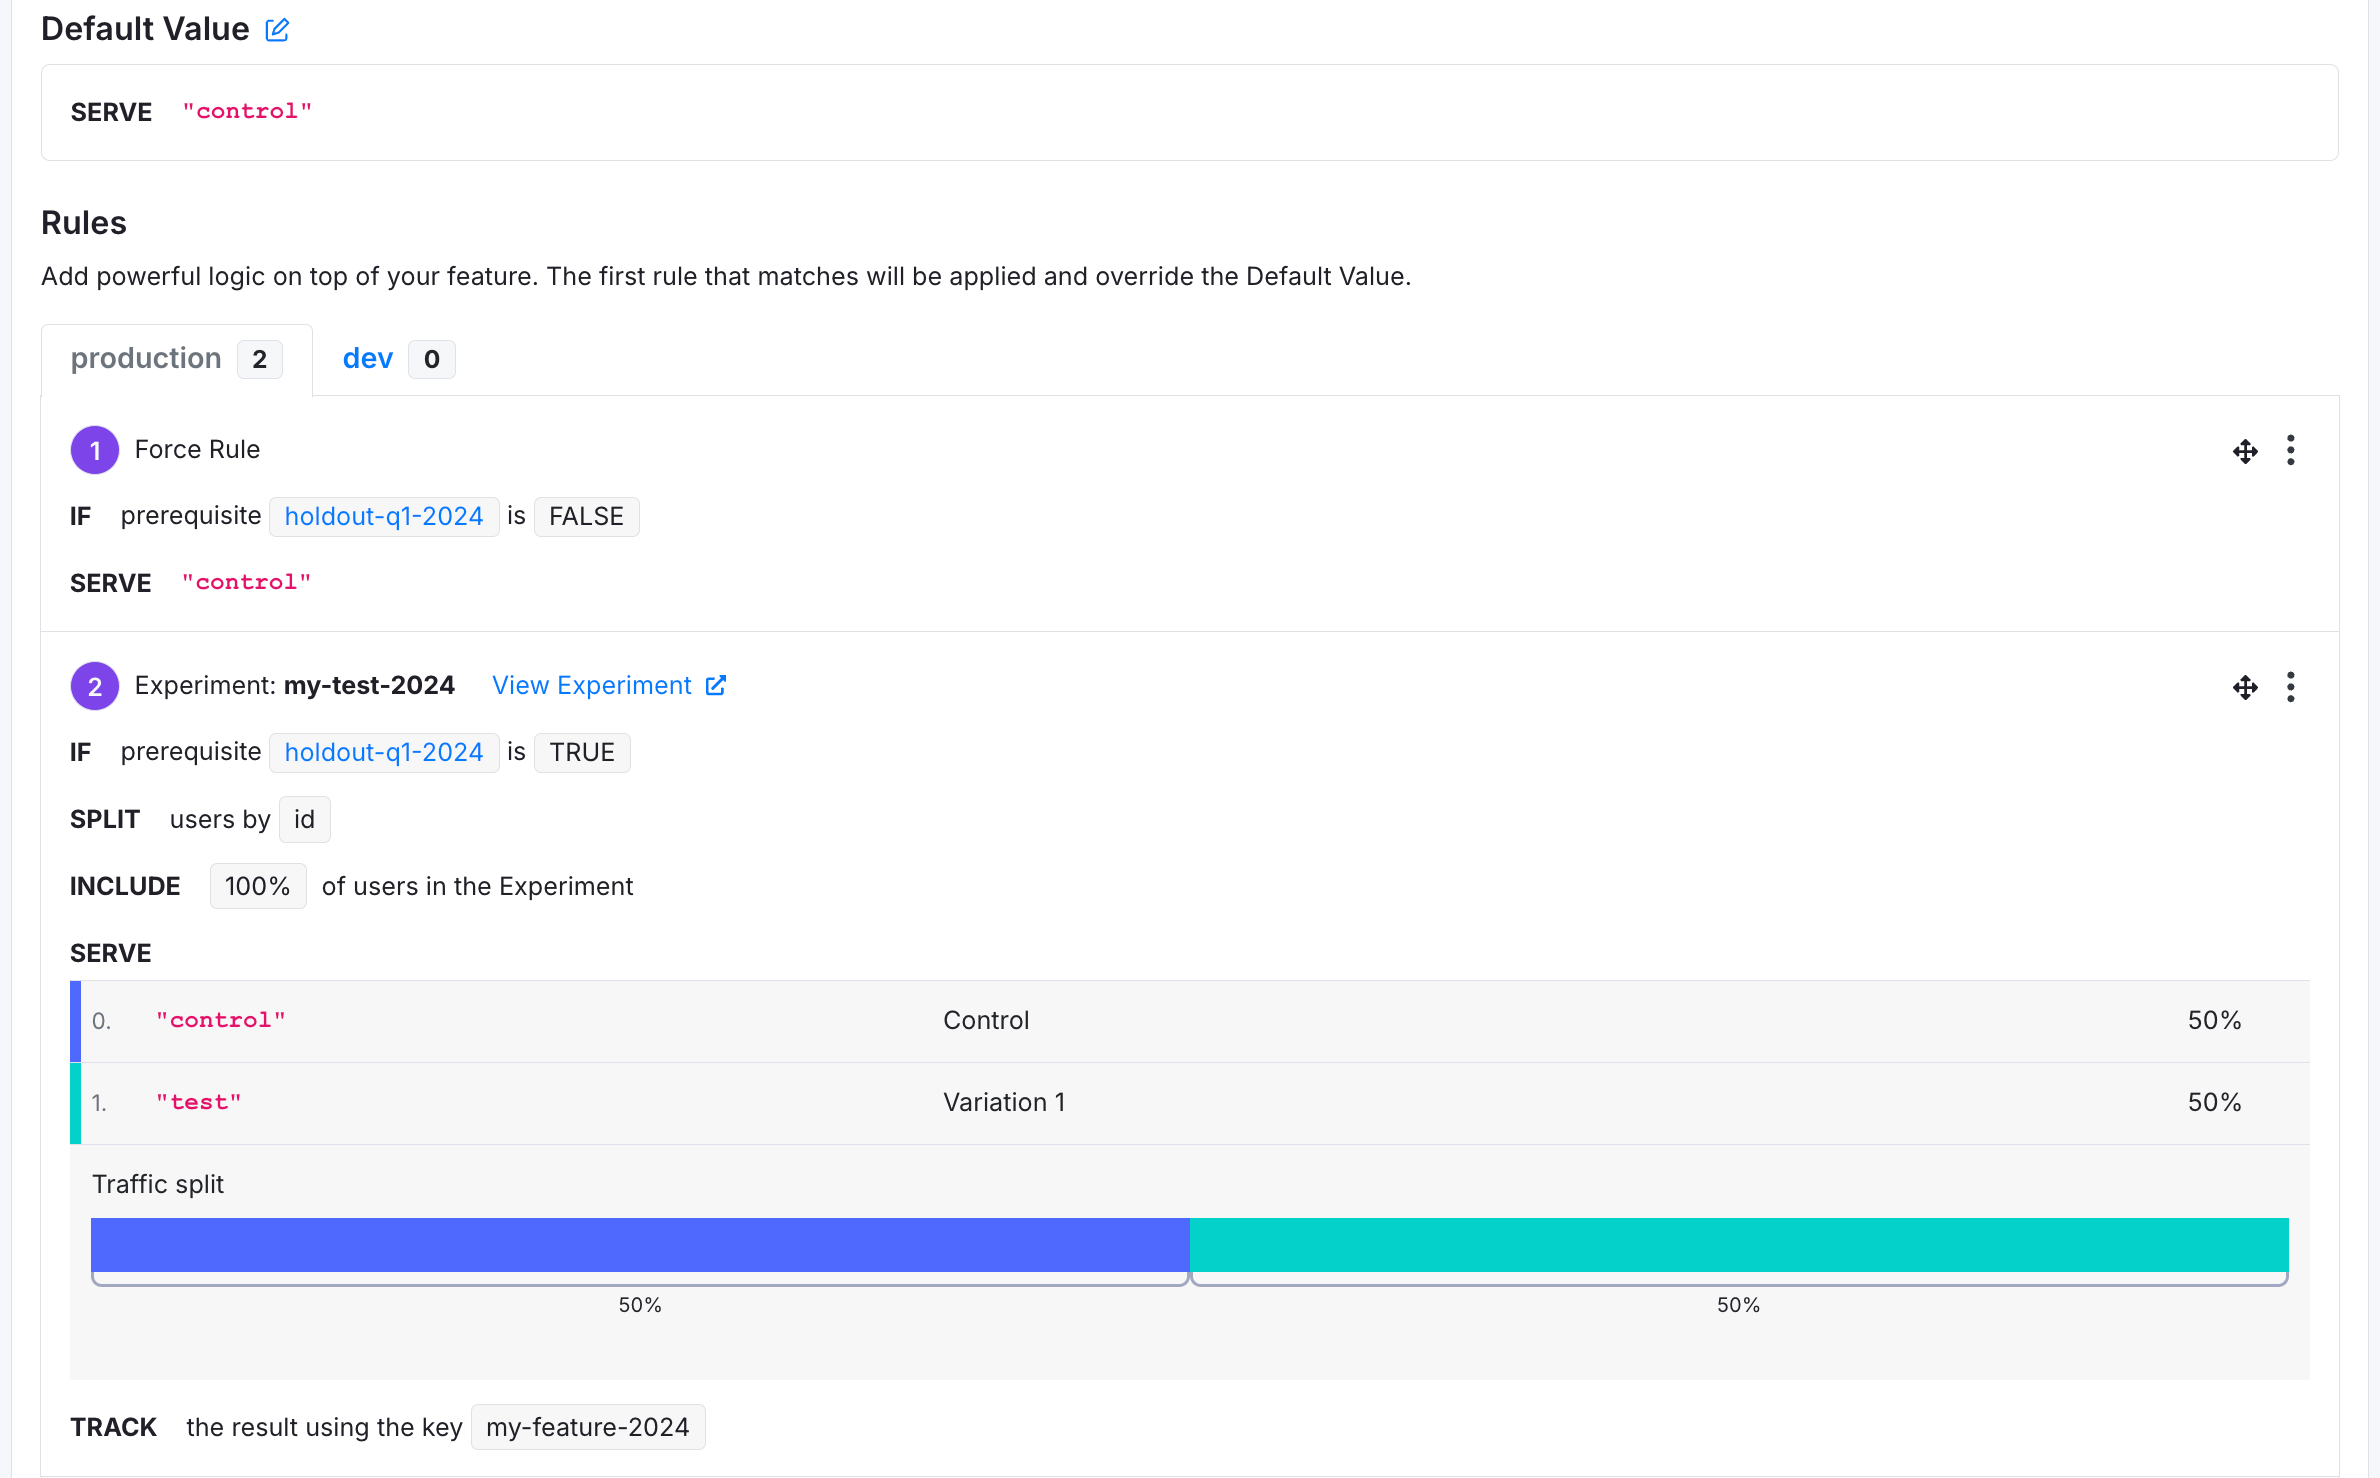 Default Value
SERVE "control"
Rules
Add powerful logic on top of your feature. The first rule that matches will be applied and override the Default Value.
production 2 dev 0
1 Force Rule
IF prerequisite holdout-q1-2024 is FALSE
SERVE "control"
2 Experiment: my-test-2024 View Experiment
IF prerequisite holdout-q1-2024 is TRUE
SPLIT users by id
INCLUDE 100% of users in the Experiment
SERVE
0. "control" Control 50%
1. "test" Variation 1 50%
Traffic split
50% 50%
TRACK the result using the key my-feature-2024